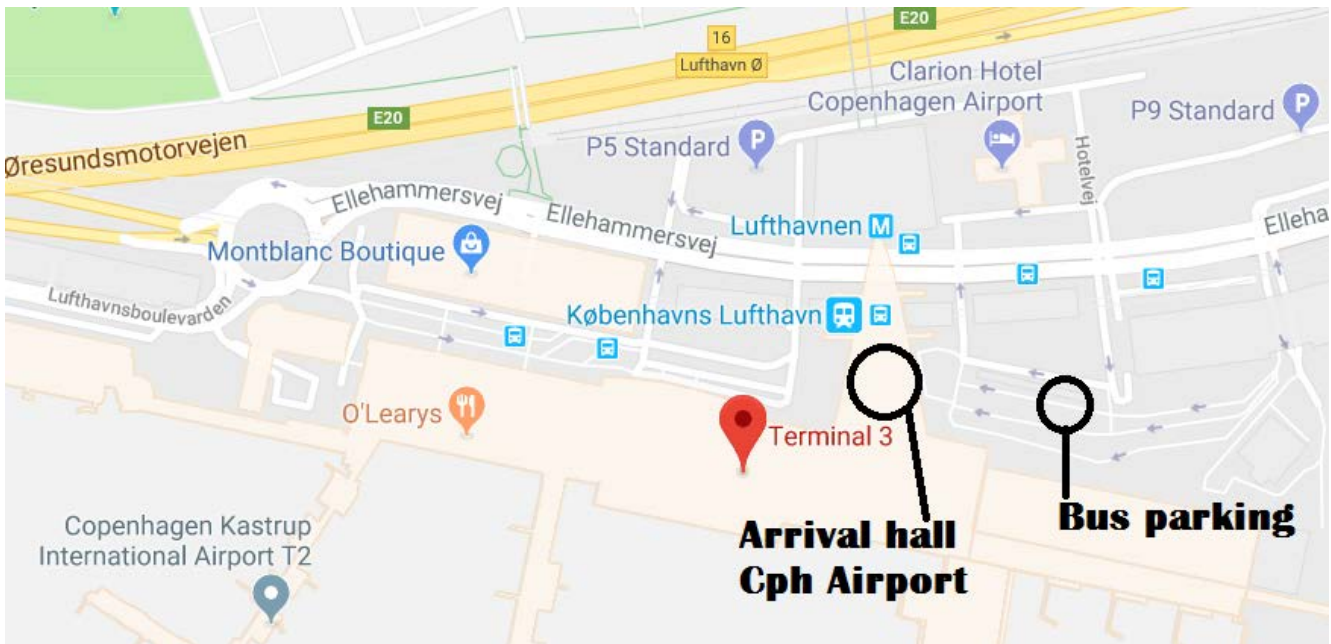 E20
16
Lufthavn Ø
Clarion Hotel
Copenhagen Airport
P9 Standard
P
E20
P5 Standard
P
Øresundsmotorvejen
Hotelvej
Ellehammersvej
Ellehammersvej
Lufthavnen M
Elleha
Montblanc Boutique
Lufthavnsboulevarden
Københavns Lufthavn
O'Learys
Terminal 3
Arrival hall
Cph Airport
Bus parking
Copenhagen Kastrup
International Airport T2